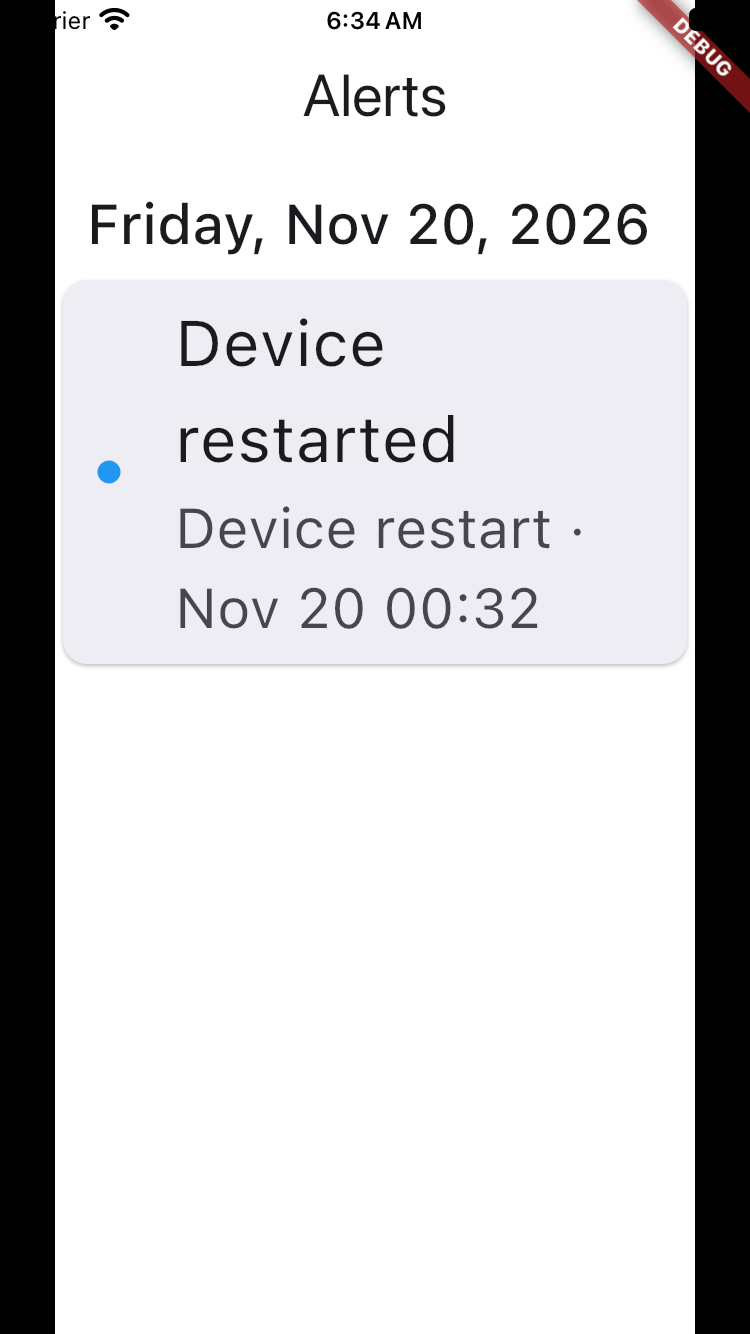 rier 6:34 AM
DEBUG
Alerts
Friday, Nov 20, 2026
Device
restarted
Device restart ·
Nov 20 00:32